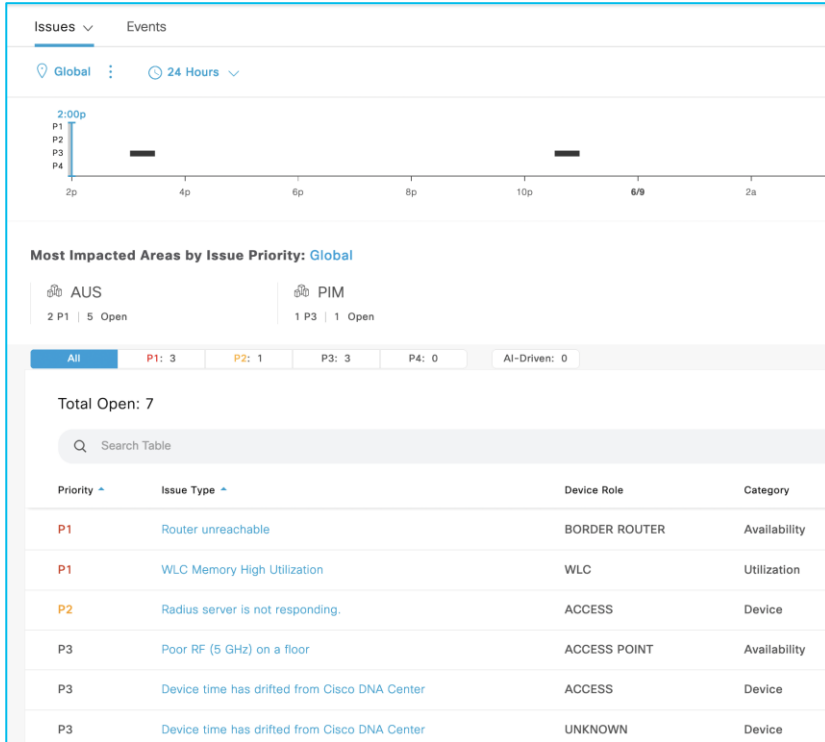 Issues Events
Global 24 Hours
2:00p
P1
P2
P3
P4
2p 4p 6p 8p 10p 6/9 2a
Most Impacted Areas by Issue Priority: Global
AUS PIM
2 P1 | 5 Open 1 P3 | 1 Open
All P1: 3 P2: 1 P3: 3 P4: 0 AI-Driven: 0
Total Open: 7
Search Table
Priority Issue Type Device Role Category
P1 Router unreachable BORDER ROUTER Availability
P1 WLC Memory High Utilization WLC Utilization
P2 Radius server is not responding. ACCESS Device
P3 Poor RF (5 GHz) on a floor ACCESS POINT Availability
P3 Device time has drifted from Cisco DNA Center ACCESS Device
P3 Device time has drifted from Cisco DNA Center UNKNOWN Device